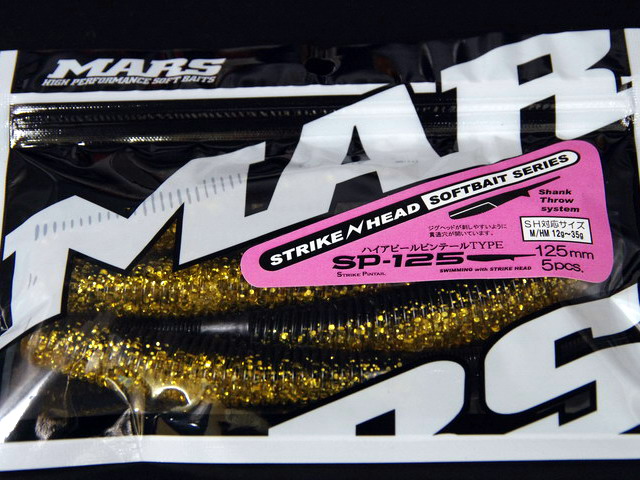 MARS
HIGH PERFORMANCE SOFT BAITS
MARS
STRIKE N HEAD SOFTBAIT SERIES
Shank
Throw
system
ジグヘッドが刺しやすいように
貫通穴が開いています。
SH対応サイズ
M/HM 12g~35g
ハイアピールピンテールTYPE
SP-125
125mm
STRIKE PINTAIL
SWIMMING with STRIKE HEAD
5pcs.
RS